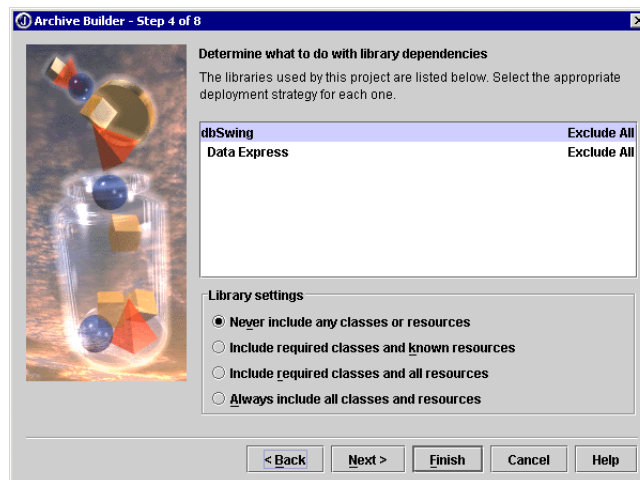 Archive Builder - Step 4 of 8
Determine what to do with library dependencies
The libraries used by this project are listed below. Select the appropriate
deployment strategy for each one.
dbSwing Exclude All
Data Express Exclude All
Library settings
Never include any classes or resources
Include required classes and known resources
Include required classes and all resources
Always include all classes and resources
< Back Next > Finish Cancel Help